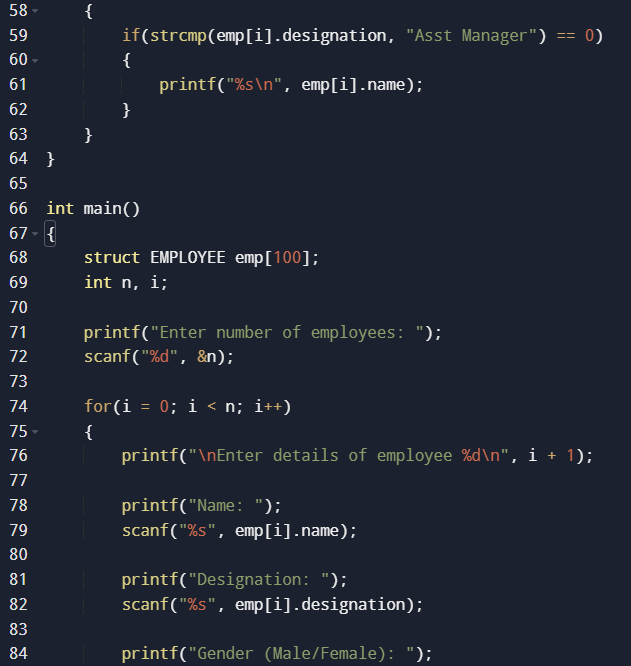 58 {
59 if(strcmp(emp[i].designation, "Asst Manager") == 0)
60 {
61 printf("%s\n", emp[i].name);
62 }
63 }
64 }
65
66 int main()
67 {
68 struct EMPLOYEE emp[100];
69 int n, i;
70
71 printf("Enter number of employees: ");
72 scanf("%d", &n);
73
74 for(i = 0; i < n; i++)
75 {
76 printf("\nEnter details of employee %d\n", i + 1);
77
78 printf("Name: ");
79 scanf("%s", emp[i].name);
80
81 printf("Designation: ");
82 scanf("%s", emp[i].designation);
83
84 printf("Gender (Male/Female): ");